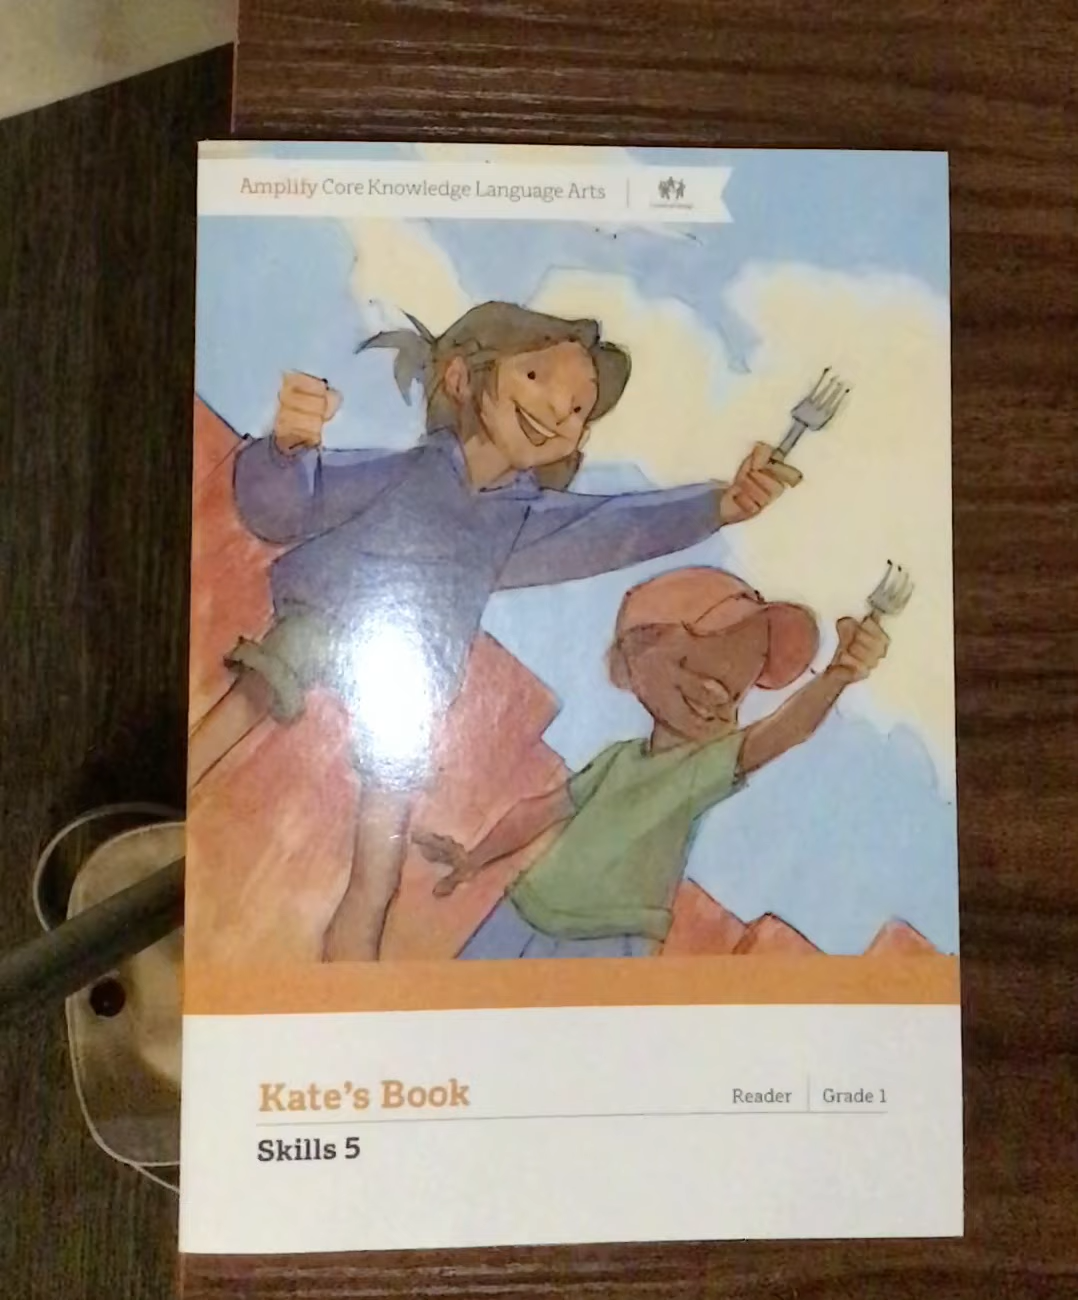 Amplify Core Knowledge Language Arts
Kate's Book
Reader | Grade 1
Skills 5